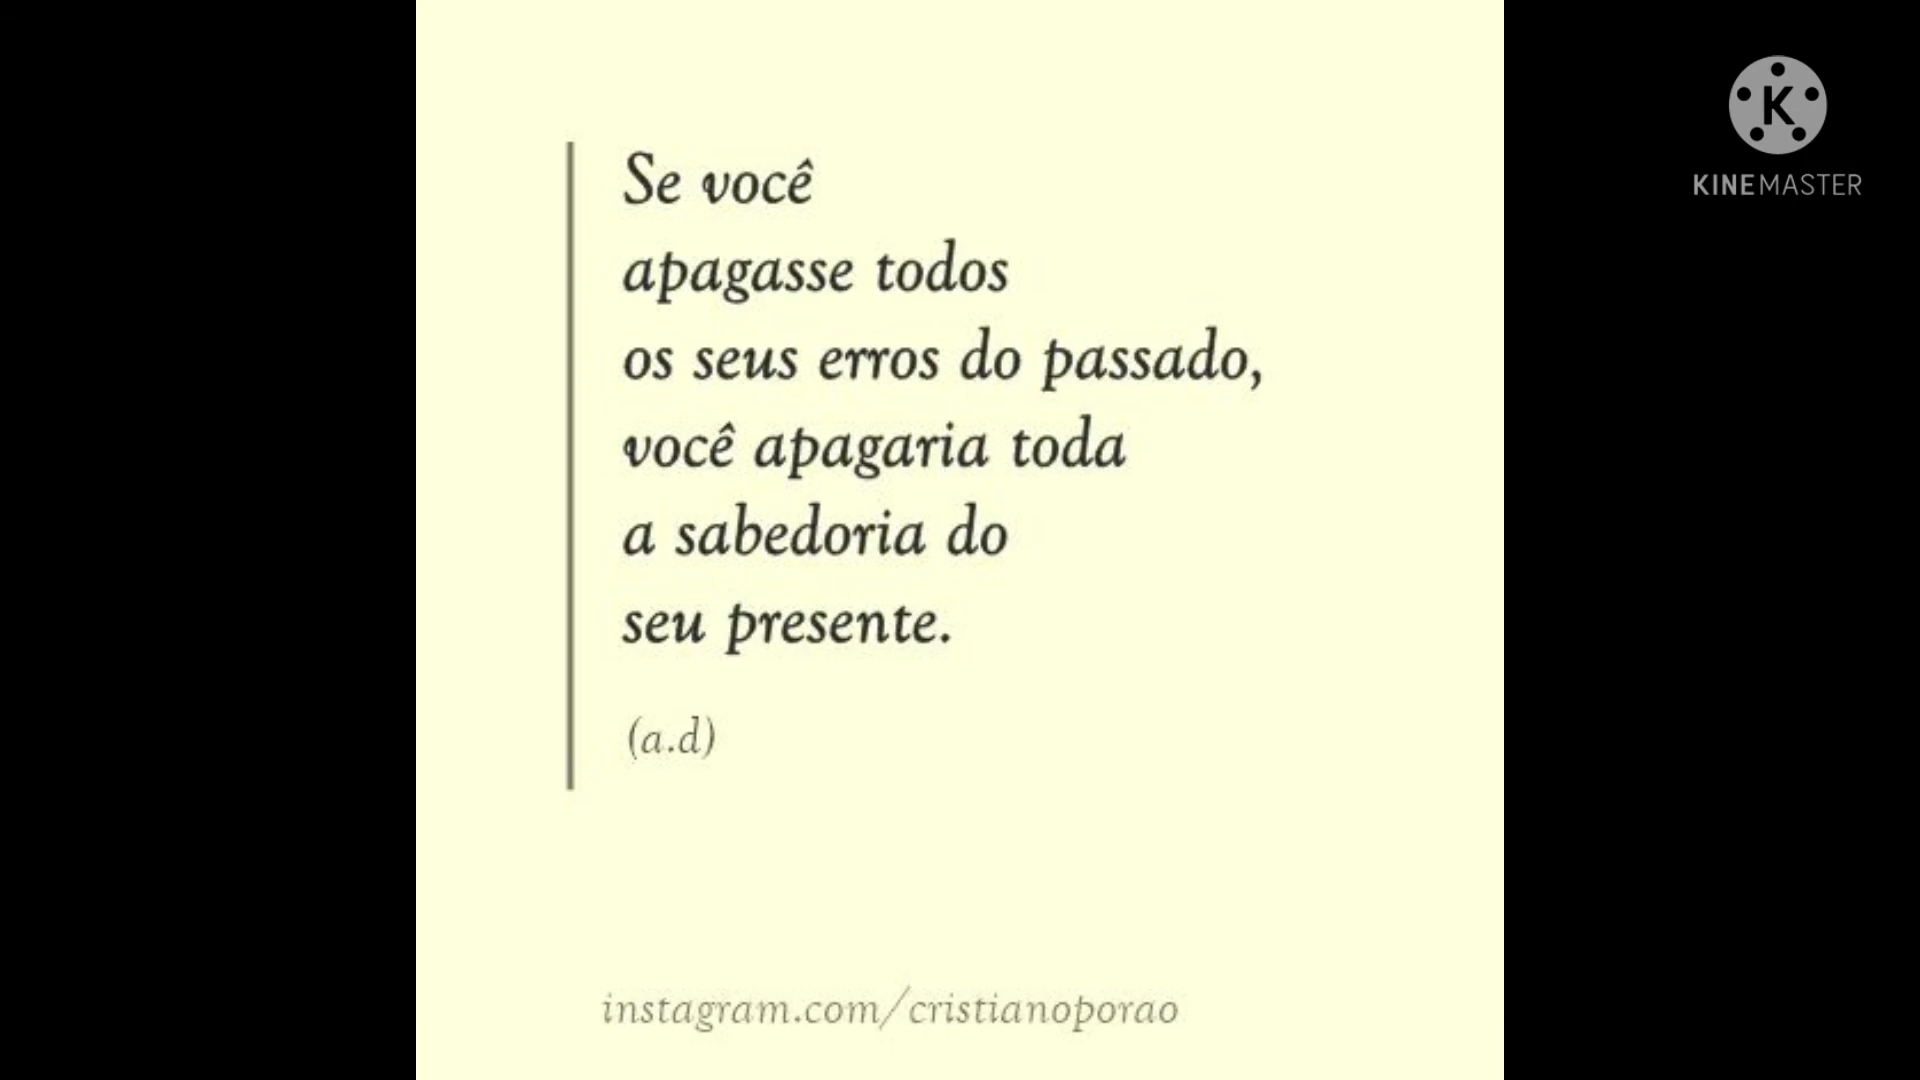 Se você
apagasse todos
os seus erros do passado,
você apagaria toda
a sabedoria do
seu presente.
(a.d)
instagram.com/cristianoporao
K
KINEMASTER